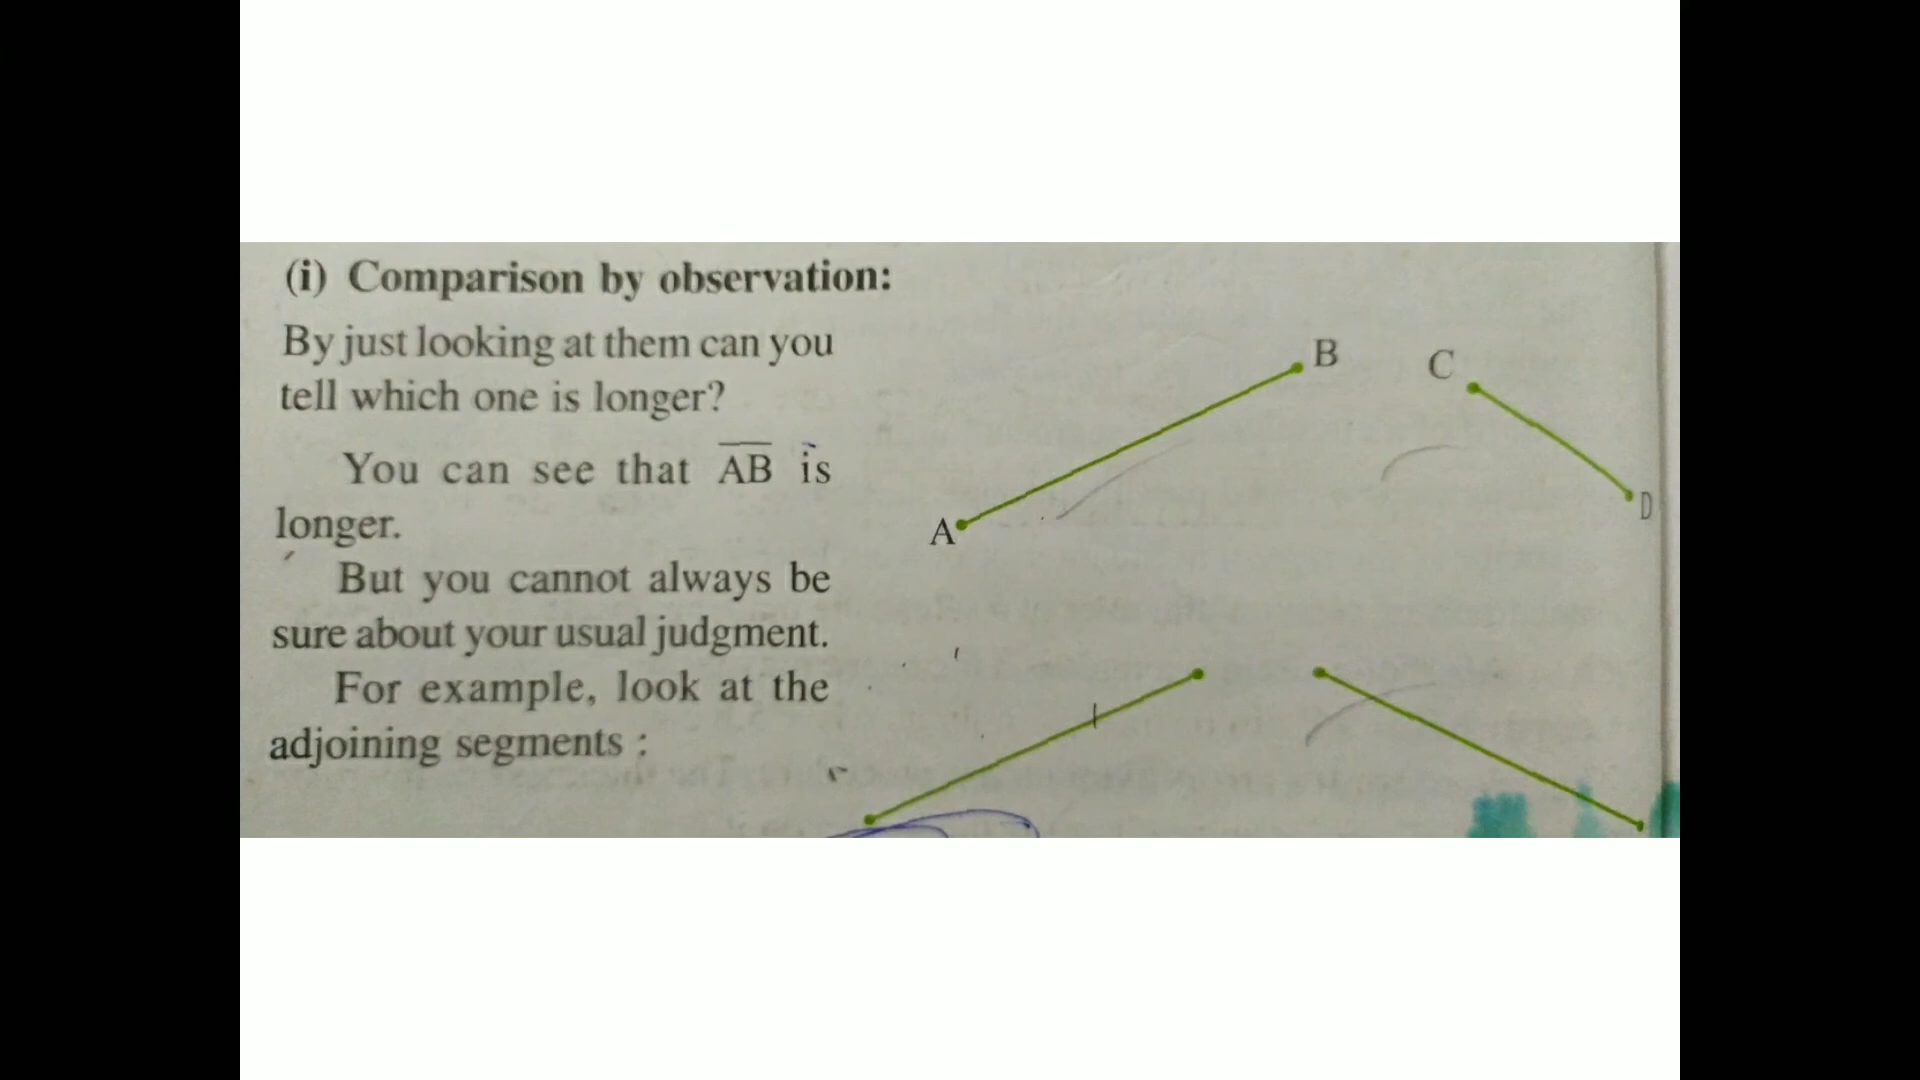 (i) Comparison by observation:
By just looking at them can you
tell which one is longer?
You can see that AB is
longer.
But you cannot always be
sure about your usual judgment.
For example, look at the
adjoining segments :
B
C
A
D